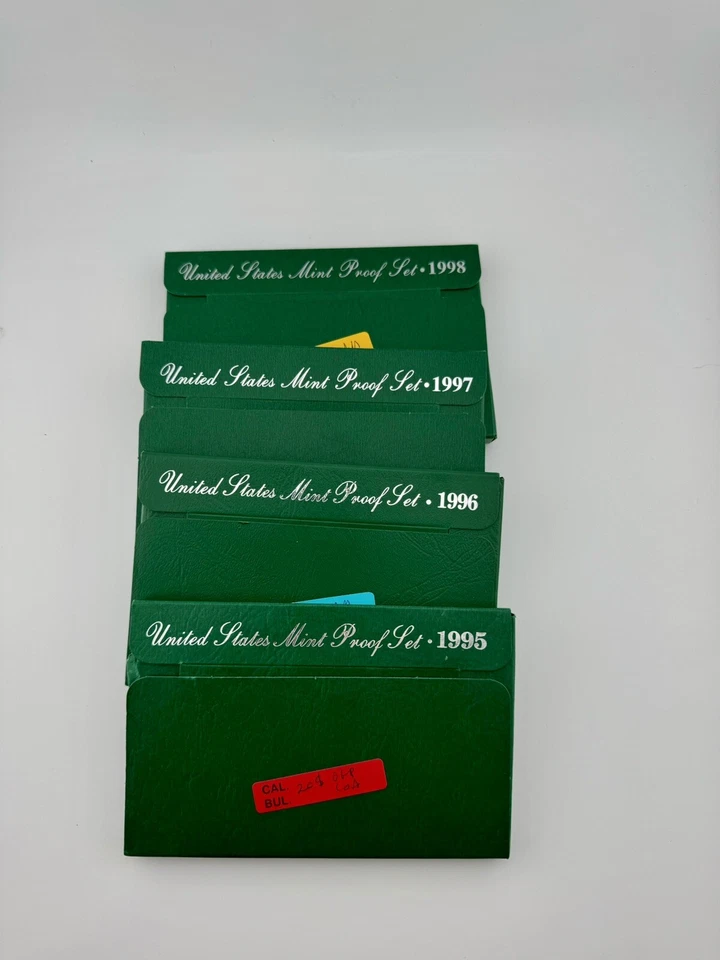 United States Mint Proof Set • 1998
United States Mint Proof Set • 1997
United States Mint Proof Set • 1996
United States Mint Proof Set • 1995
CAL.
BUL.